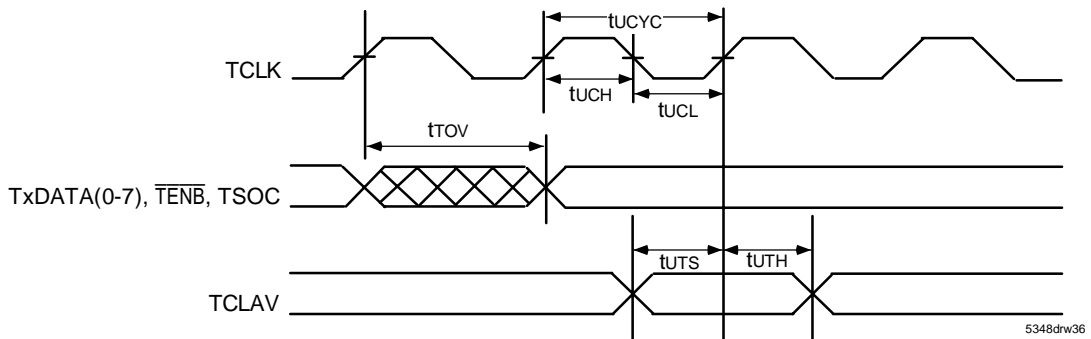 tUCYC
TCLK
tUCH
tUCL
tTOV
TxDATA(0-7), TENB, TSOC
tUTS
tUTH
TCLAV
5348drw36